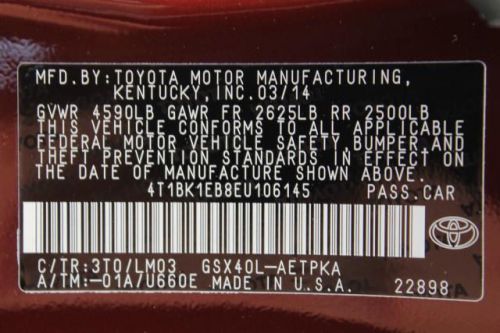 MFD.BY:TOYOTA MOTOR MANUFACTURING,
KENTUCKY,INC.03/14
GVWR 4590LB GAWR FR 2625LB RR 2500LB
THIS VEHICLE CONFORMS TO ALL APPLICABLE
FEDERAL MOTOR VEHICLE SAFETY,BUMPER,AND
THEFT PREVENTION STANDARDS IN EFFECT ON
THE DATE OF MANUFACTURE SHOWN ABOVE.
4T1BK1EB8EU106145 PASS.CAR
C/TR:3T0/LM03 GSX40L-AETPKA
A/TM:-01A/U660E 22898